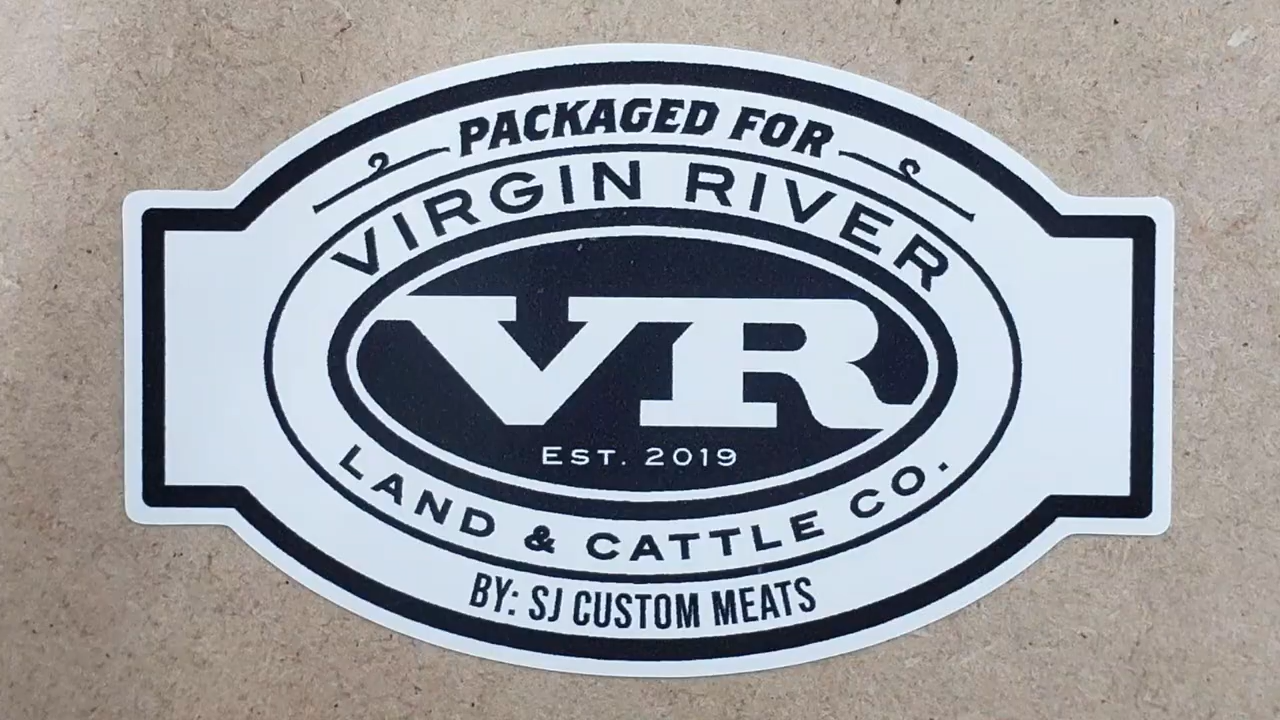 PACKAGED FOR
VIRGIN RIVER
VR
EST. 2019
LAND & CATTLE CO.
BY: SJ CUSTOM MEATS